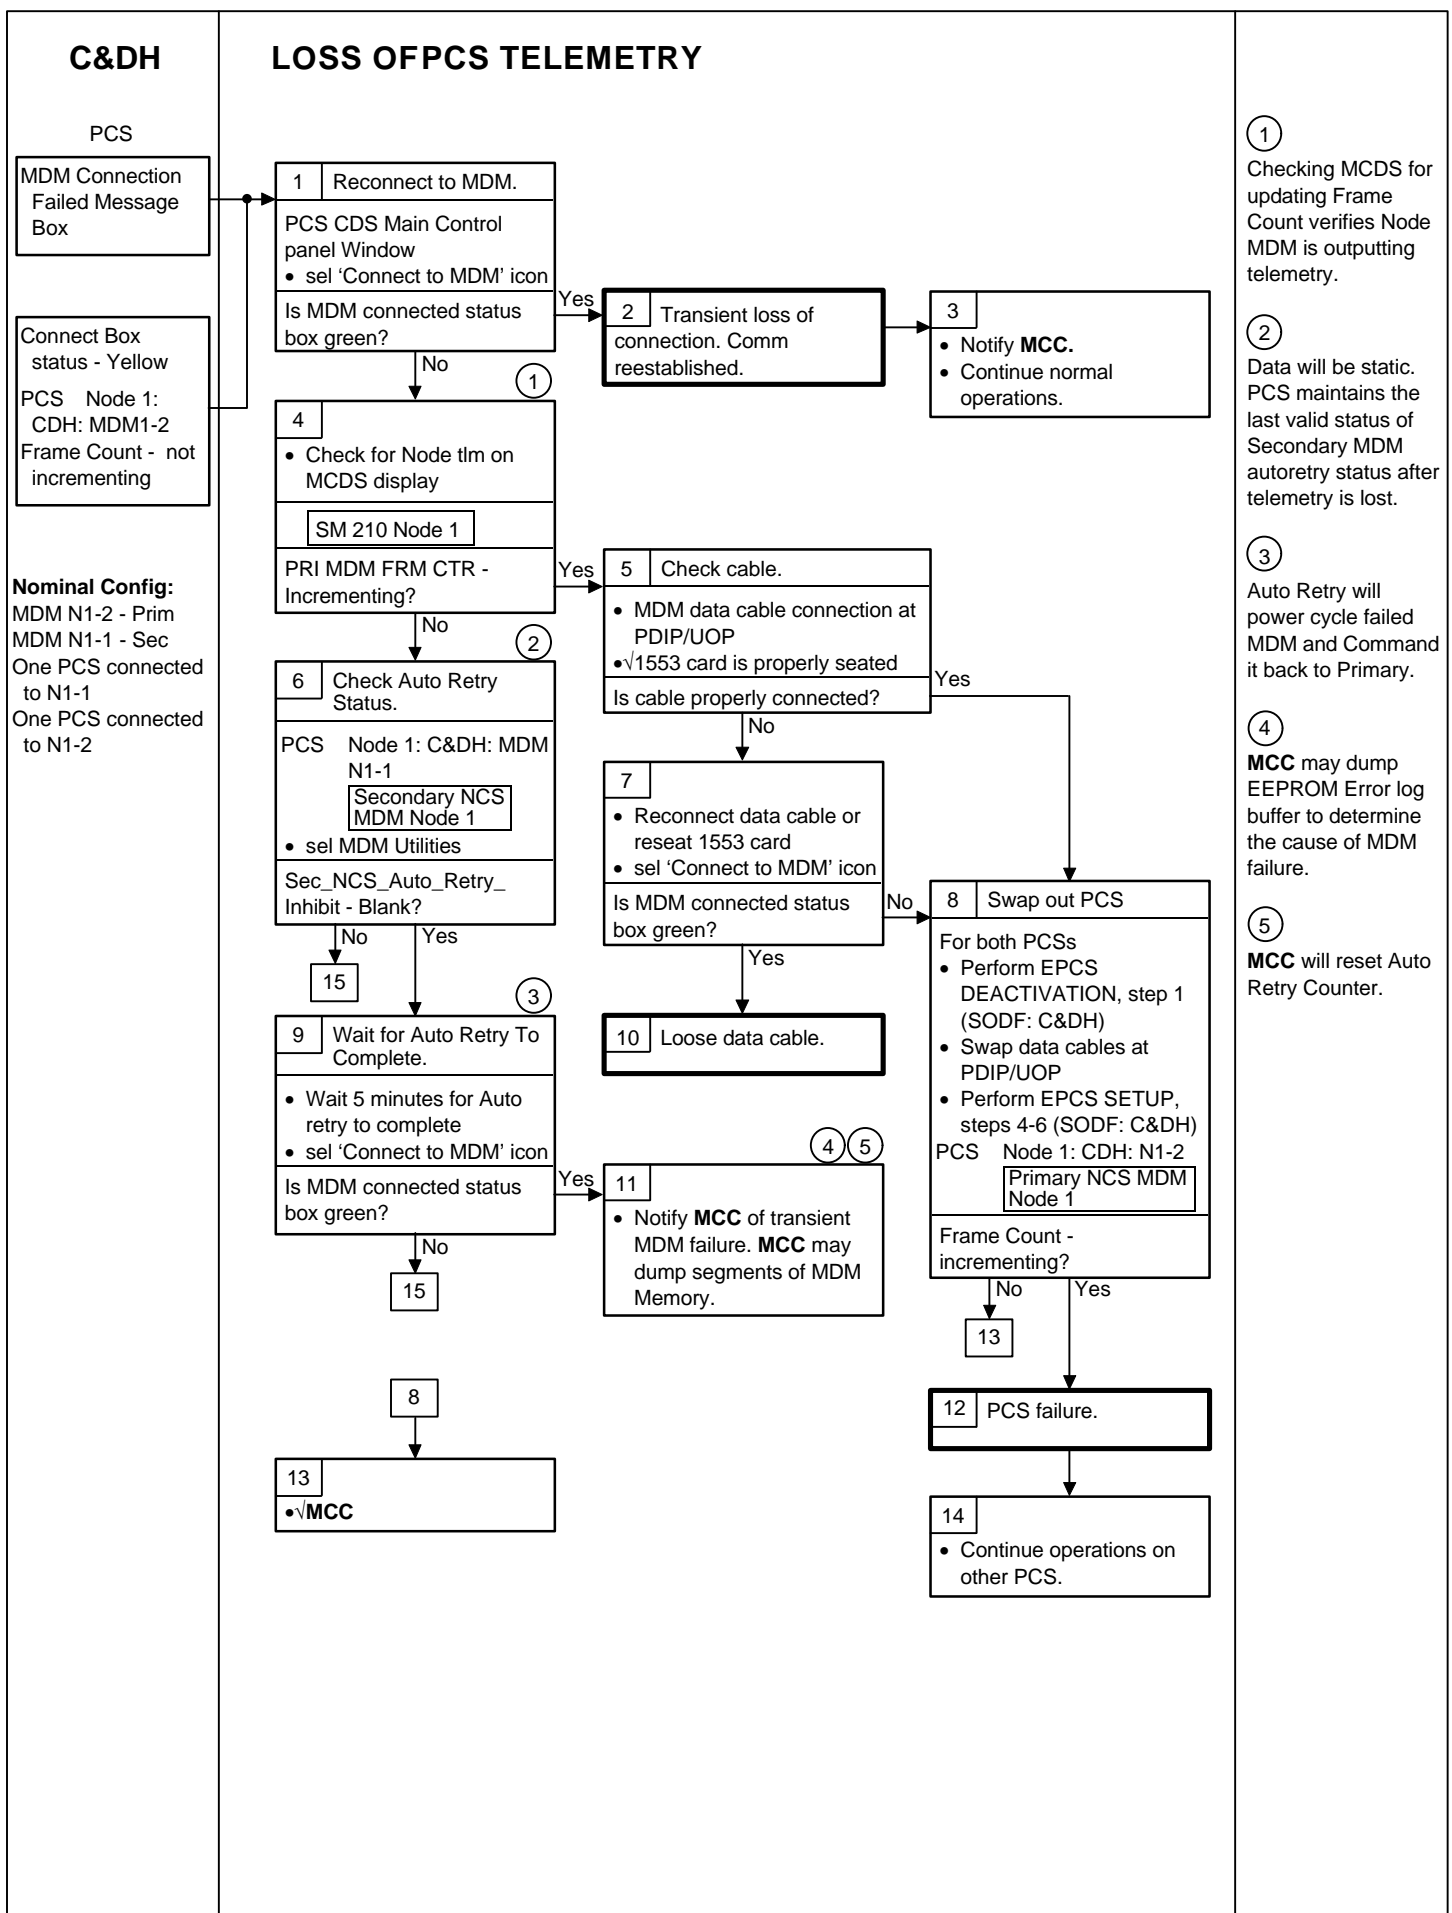 C&DH
LOSS OFPCS TELEMETRY
PCS
MDM Connection
Failed Message
Box
Connect Box
status - Yellow
PCS Node 1:
CDH: MDM1-2
Frame Count - not
incrementing
Nominal Config:
MDM N1-2 - Prim
MDM N1-1 - Sec
One PCS connected
to N1-1
One PCS connected
to N1-2
1 Reconnect to MDM.
PCS CDS Main Control
panel Window
• sel ‘Connect to MDM’ icon
Is MDM connected status
box green?
Yes
No
2 Transient loss of
connection. Comm
reestablished.
3
• Notify MCC.
• Continue normal
operations.
1
4
• Check for Node tlm on
MCDS display
SM 210 Node 1
PRI MDM FRM CTR -
Incrementing?
Yes
No
5 Check cable.
• MDM data cable connection at
PDIP/UOP
•√1553 card is properly seated
Is cable properly connected?
Yes
No
2
6 Check Auto Retry
Status.
PCS Node 1: C&DH: MDM
N1-1
Secondary NCS
MDM Node 1
• sel MDM Utilities
Sec_NCS_Auto_Retry_
Inhibit - Blank?
No
Yes
15
7
• Reconnect data cable or
reseat 1553 card
• sel ‘Connect to MDM’ icon
Is MDM connected status
box green?
No
Yes
8 Swap out PCS
For both PCSs
• Perform EPCS
DEACTIVATION, step 1
(SODF: C&DH)
• Swap data cables at
PDIP/UOP
• Perform EPCS SETUP,
steps 4-6 (SODF: C&DH)
PCS Node 1: CDH: N1-2
Primary NCS MDM
Node 1
Frame Count -
incrementing?
No
Yes
13
3
9 Wait for Auto Retry To
Complete.
• Wait 5 minutes for Auto
retry to complete
• sel ‘Connect to MDM’ icon
Is MDM connected status
box green?
Yes
No
15
10 Loose data cable.
4 5
11
• Notify MCC of transient
MDM failure. MCC may
dump segments of MDM
Memory.
12 PCS failure.
8
13
•√MCC
14
• Continue operations on
other PCS.
1
Checking MCDS for
updating Frame
Count verifies Node
MDM is outputting
telemetry.
2
Data will be static.
PCS maintains the
last valid status of
Secondary MDM
autoretry status after
telemetry is lost.
3
Auto Retry will
power cycle failed
MDM and Command
it back to Primary.
4
MCC may dump
EEPROM Error log
buffer to determine
the cause of MDM
failure.
5
MCC will reset Auto
Retry Counter.